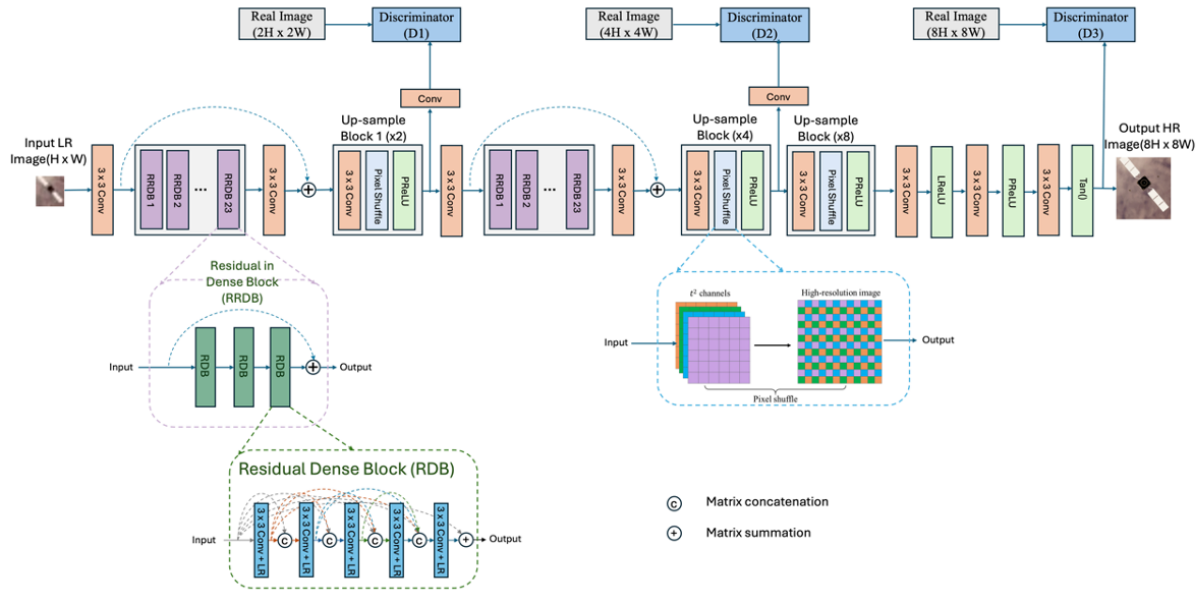 Real Image
(2H x 2W)
Discriminator
(D1)
Real Image
(4H x 4W)
Discriminator
(D2)
Real Image
(8H x 8W)
Discriminator
(D3)
Conv
Conv
Input LR
Image(H x W)
3 x 3 Conv
RRDB 1
RRDB 2
...
RRDB 23
3 x 3 Conv
+
Up-sample
Block 1 (x2)
3 x 3 Conv
Pixel Shuffle
PReLU
3 x 3 Conv
RRDB 1
RRDB 2
...
RRDB 23
3 x 3 Conv
+
Up-sample
Block (x4)
3 x 3 Conv
Pixel Shuffle
PReLU
Up-sample
Block (x8)
3 x 3 Conv
Pixel Shuffle
PReLU
3 x 3 Conv
LReLU
3 x 3 Conv
PReLU
3 x 3 Conv
Tan()
Output HR
Image(8H x 8W)
Residual in
Dense Block
(RRDB)
Input
RDB
RDB
RDB
+
Output
Input
t² channels
High-resolution image
Pixel shuffle
Output
Residual Dense Block (RDB)
Input
3 x 3 Conv + LR
C
3 x 3 Conv + LR
C
3 x 3 Conv + LR
C
3 x 3 Conv + LR
C
3 x 3 Conv + LR
+
Output
C Matrix concatenation
+ Matrix summation